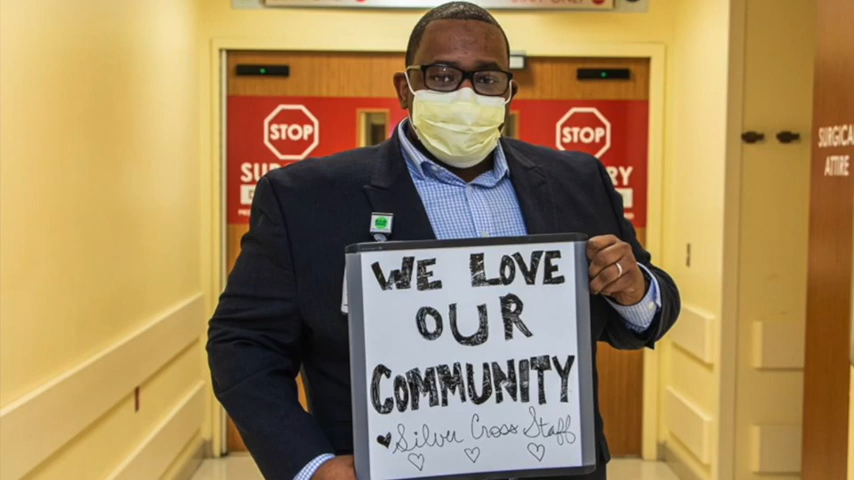 STOP
STOP
SURGICAL
ATTIRE
WE LOVE
OUR
COMMUNITY
Silver Cross Staff